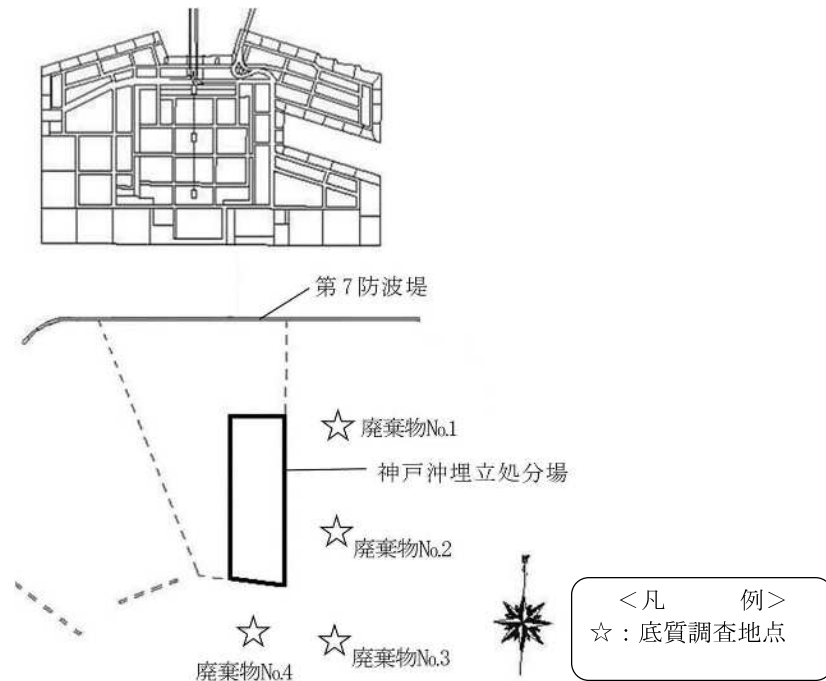 第7防波堤
廃棄物No.1
神戸沖埋立処分場
廃棄物No.2
<凡　　例>
☆：底質調査地点
廃棄物No.3
廃棄物No.4